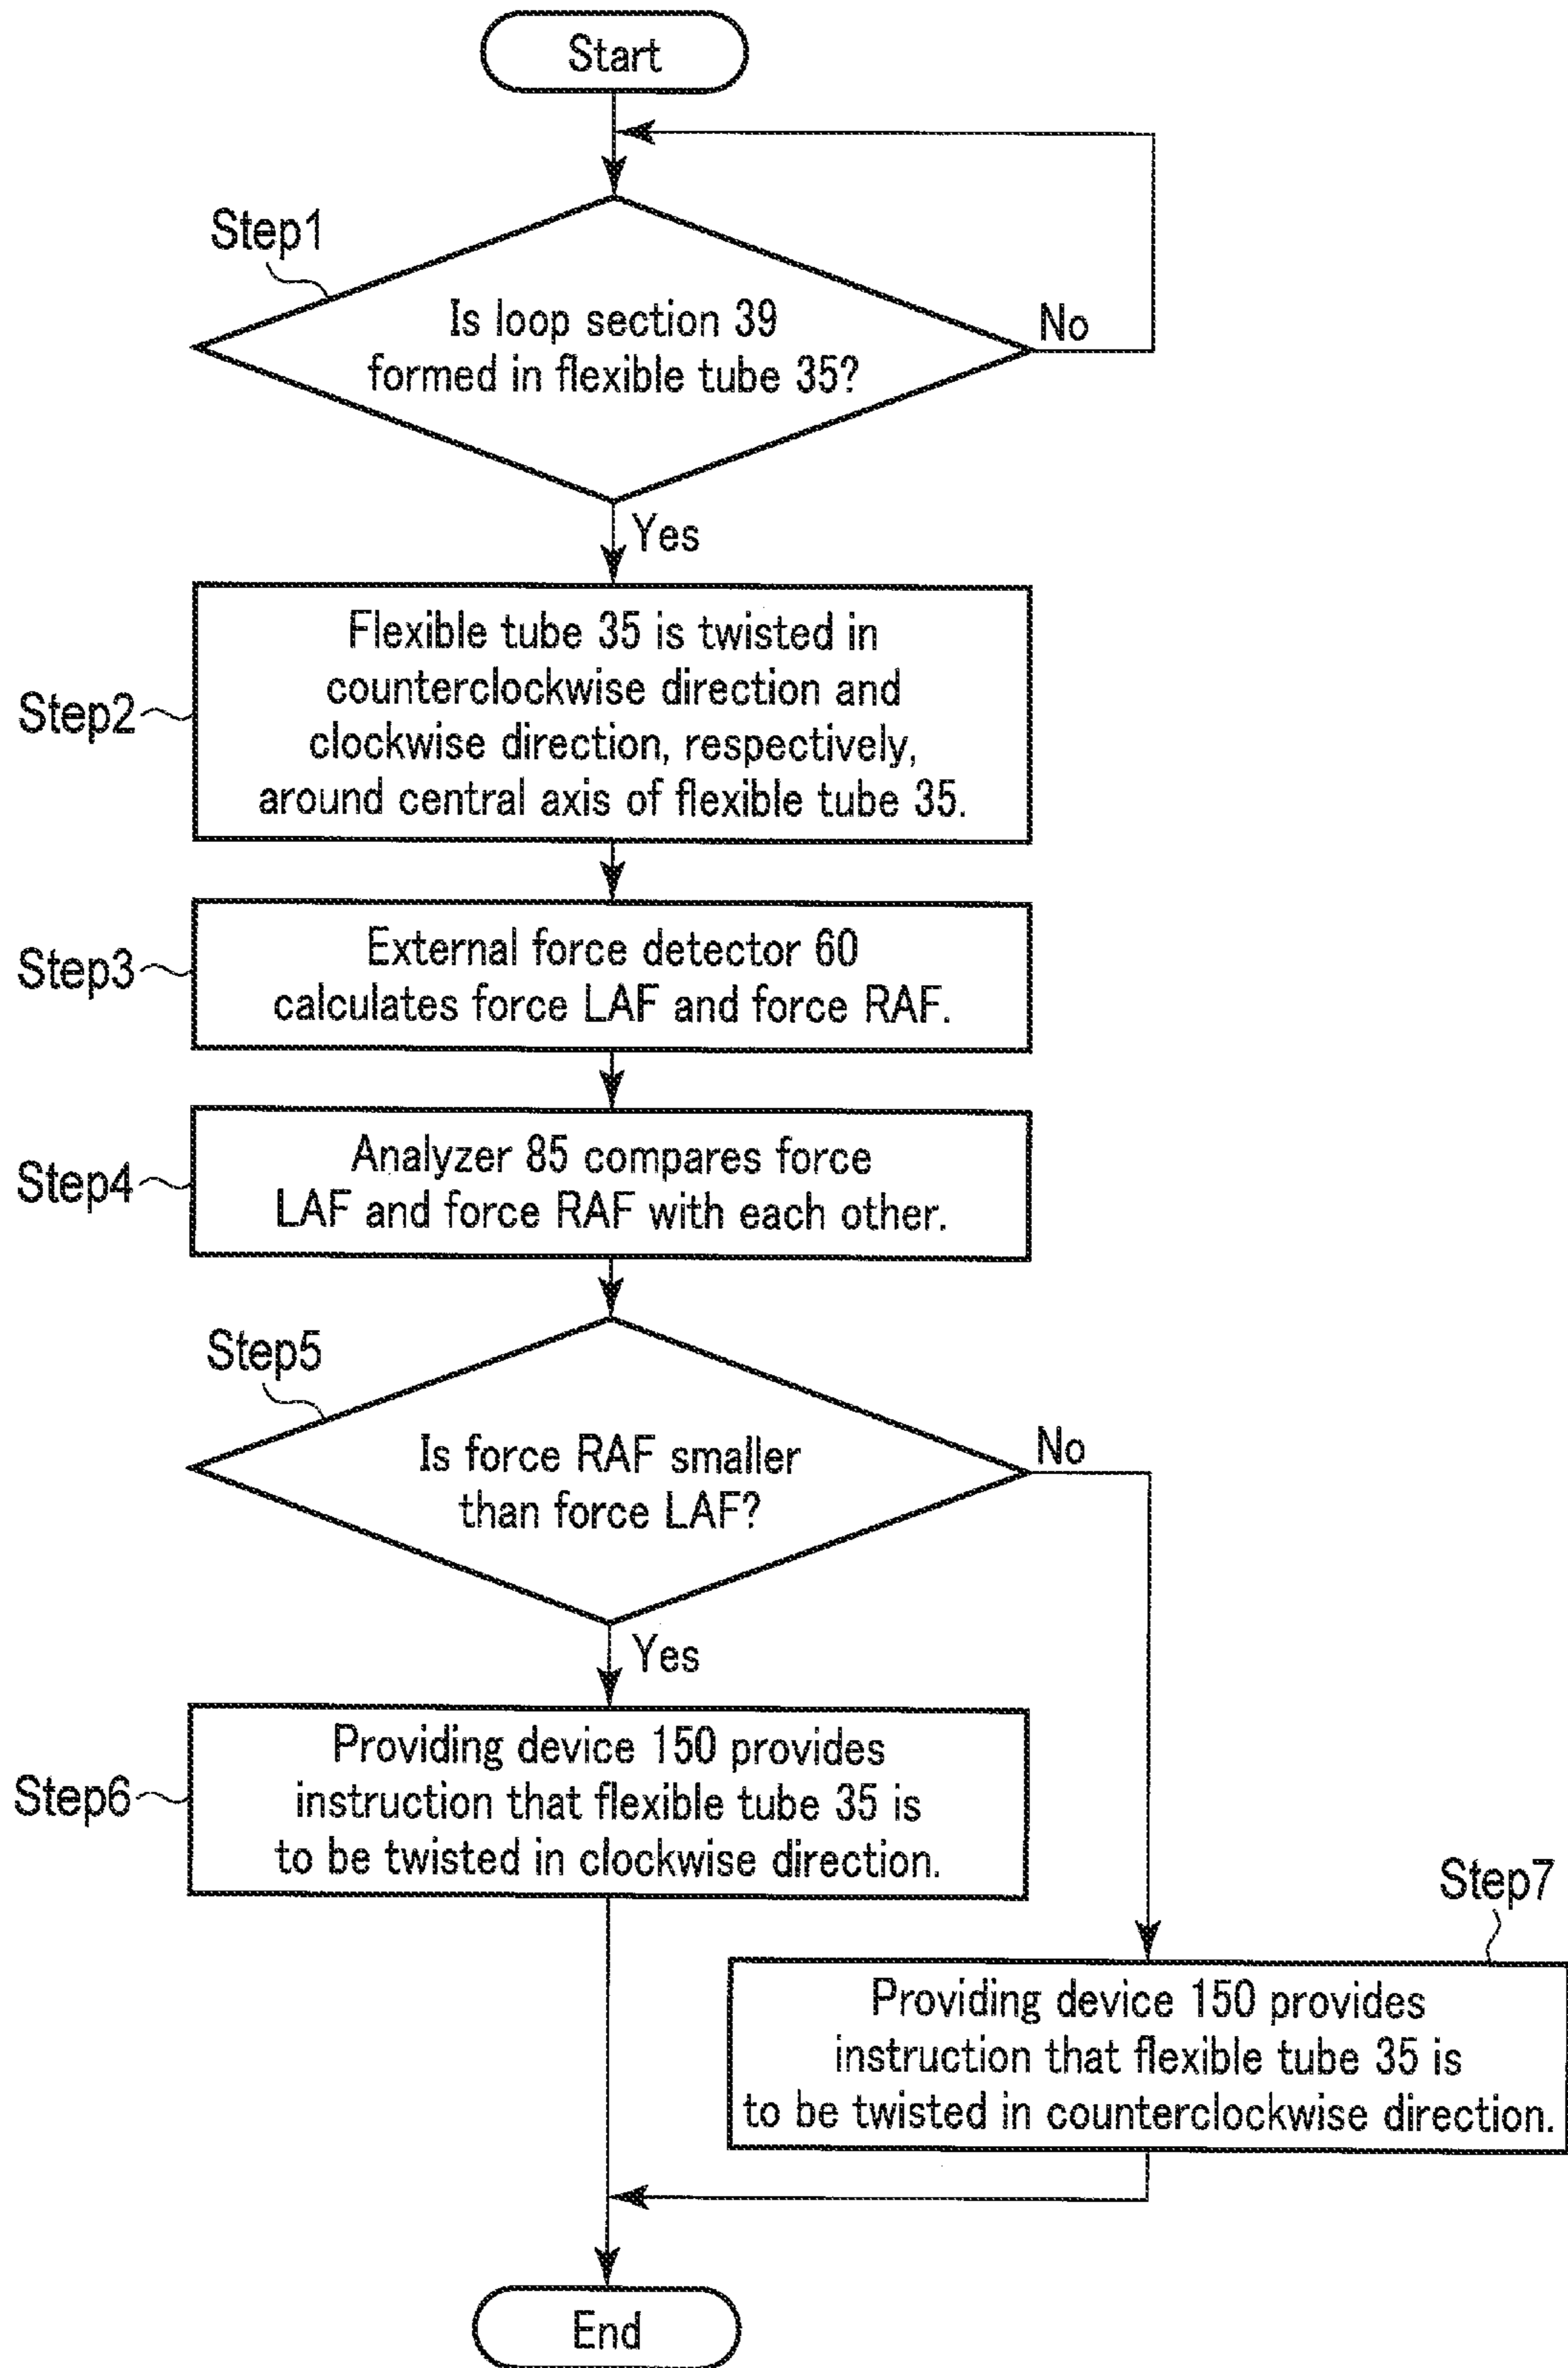 Start
Step1
Is loop section 39
formed in flexible tube 35?
No
Yes
Step2
Flexible tube 35 is twisted in
counterclockwise direction and
clockwise direction, respectively,
around central axis of flexible tube 35.
Step3
External force detector 60
calculates force LAF and force RAF.
Step4
Analyzer 85 compares force
LAF and force RAF with each other.
Step5
Is force RAF smaller
than force LAF?
No
Yes
Step6
Providing device 150 provides
instruction that flexible tube 35 is
to be twisted in clockwise direction.
Step7
Providing device 150 provides
instruction that flexible tube 35 is
to be twisted in counterclockwise direction.
End